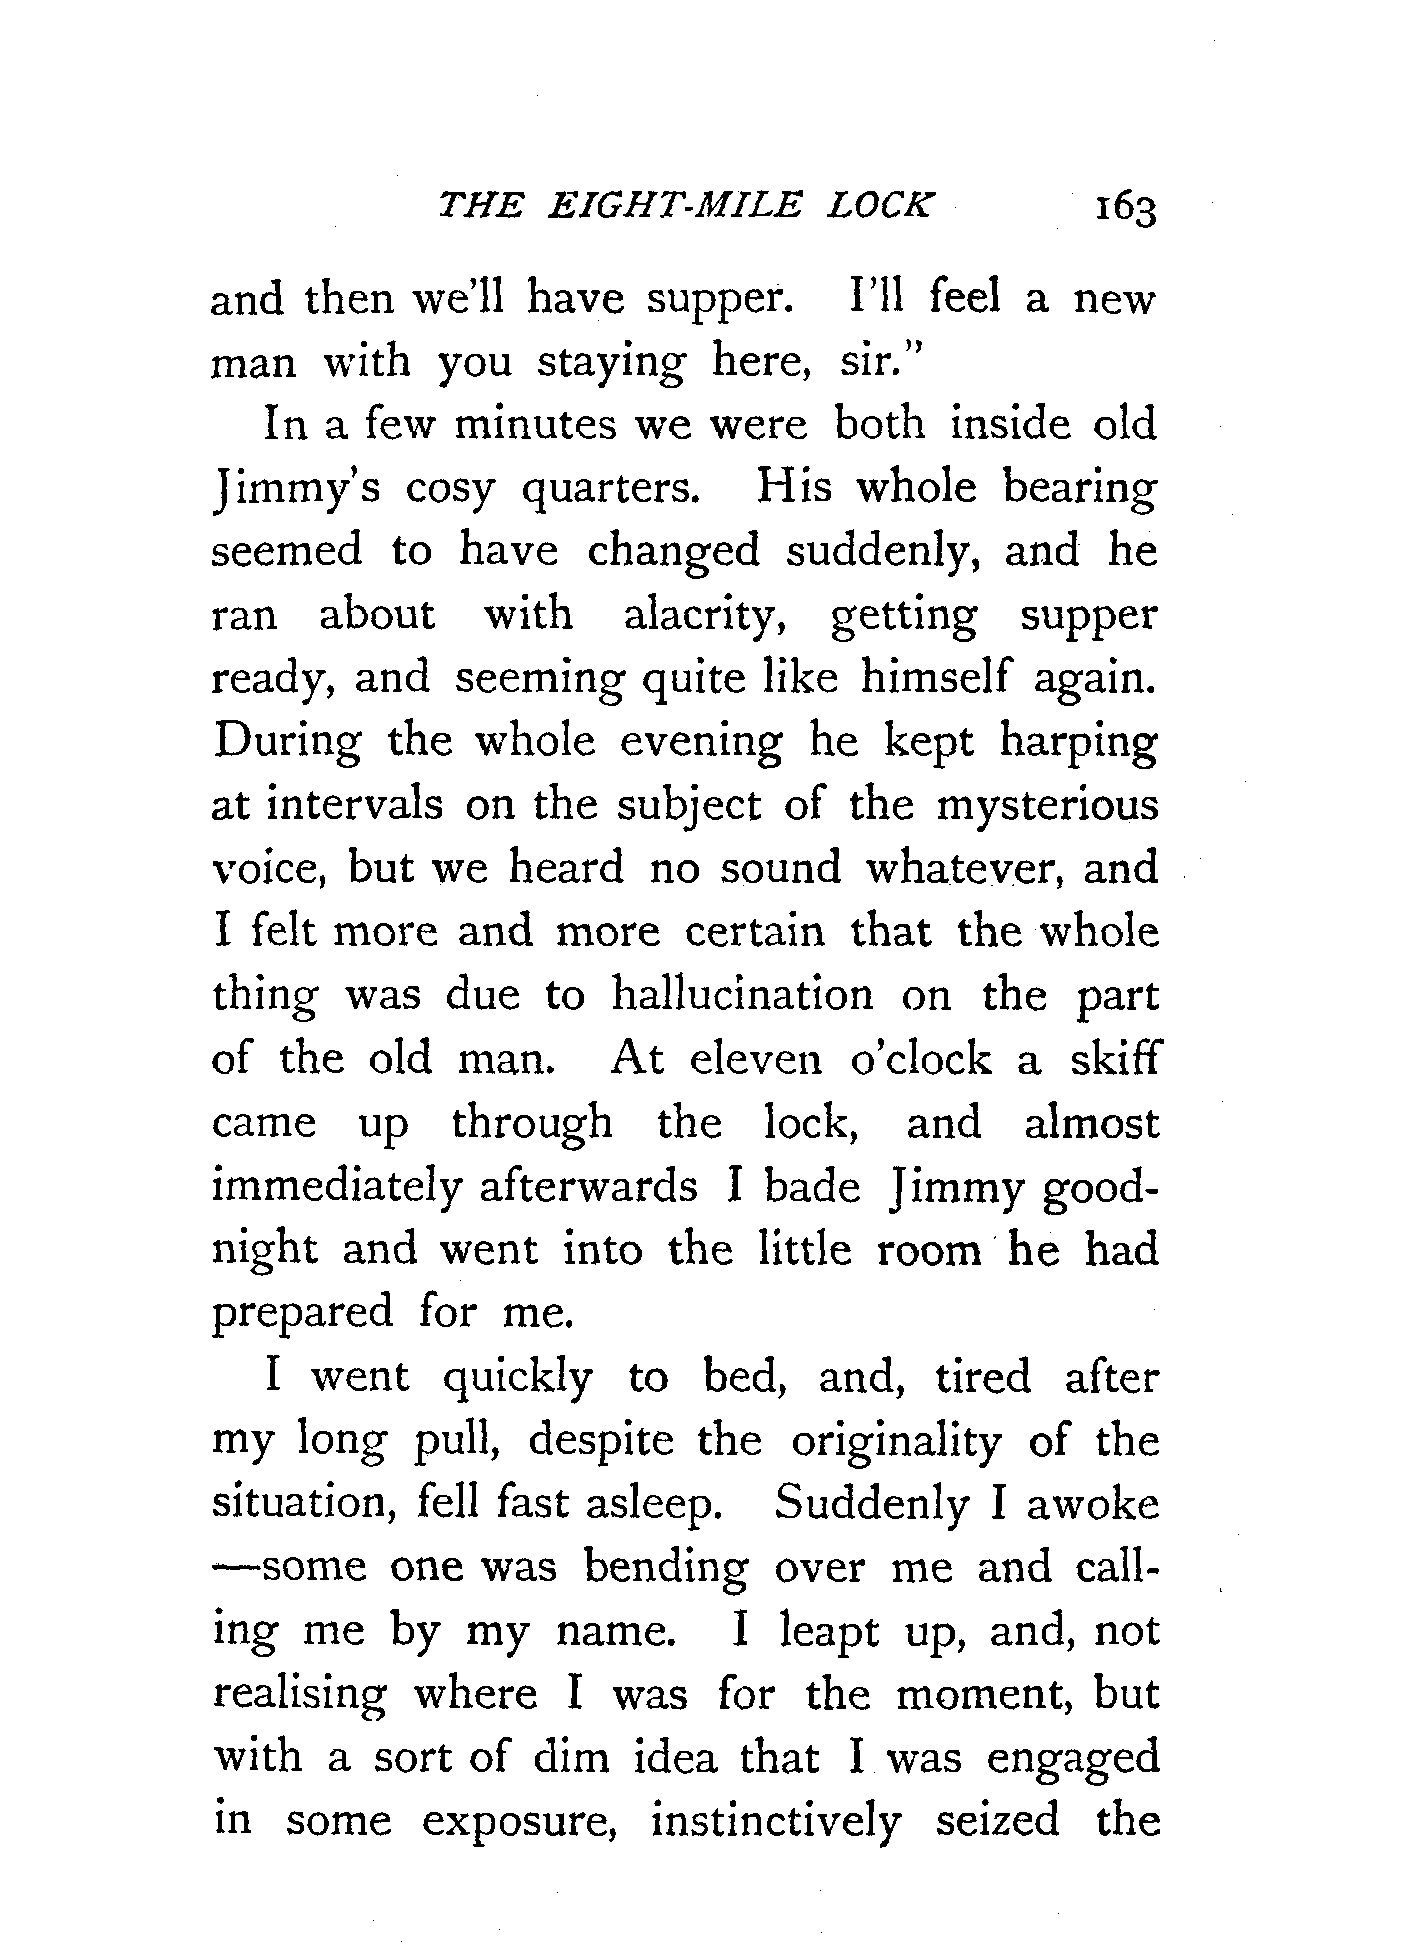 THE EIGHT-MILE LOCK 163
and then we'll have supper. I'll feel a new
man with you staying here, sir."
In a few minutes we were both inside old
Jimmy's cosy quarters. His whole bearing
seemed to have changed suddenly, and he
ran about with alacrity, getting supper
ready, and seeming quite like himself again.
During the whole evening he kept harping
at intervals on the subject of the mysterious
voice, but we heard no sound whatever, and
I felt more and more certain that the whole
thing was due to hallucination on the part
of the old man. At eleven o'clock a skiff
came up through the lock, and almost
immediately afterwards I bade Jimmy good-
night and went into the little room he had
prepared for me.
I went quickly to bed, and, tired after
my long pull, despite the originality of the
situation, fell fast asleep. Suddenly I awoke
—some one was bending over me and call-
ing me by my name. I leapt up, and, not
realising where I was for the moment, but
with a sort of dim idea that I was engaged
in some exposure, instinctively seized the